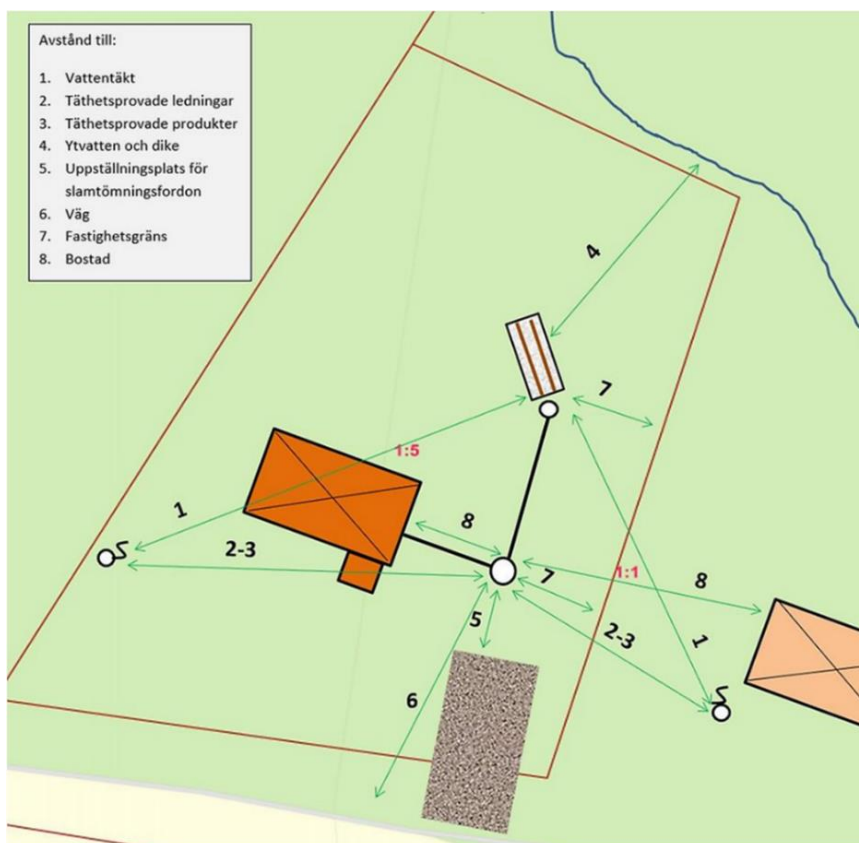 Avstånd till:
1. Vattentäkt
2. Täthetsprovade ledningar
3. Täthetsprovade produkter
4. Ytvatten och dike
5. Uppställningsplats för
slamtömningsfordon
6. Väg
7. Fastighetsgräns
8. Bostad
4
7
1:5
1
8
2-3
7
1:1
8
5
2-3
1
6